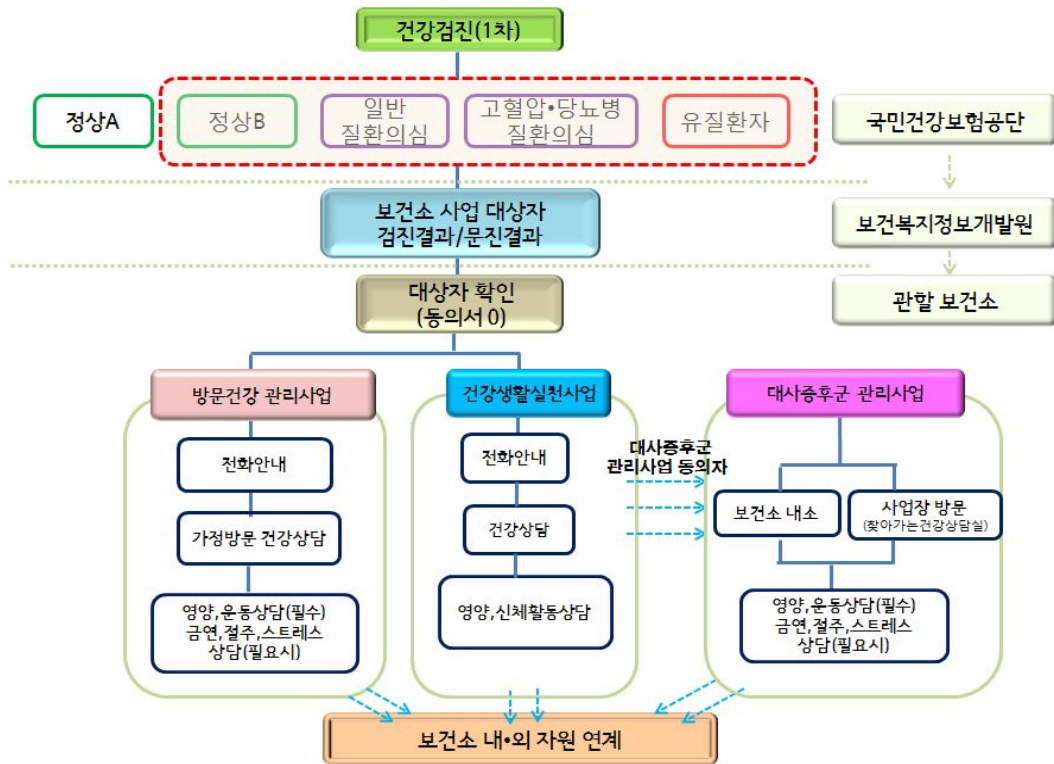 건강검진(1차)
정상A
정상B
일반
질환의심
고혈압•당뇨병
질환의심
유질환자
국민건강보험공단
보건소 사업 대상자
검진결과/문진결과
보건복지정보개발원
대상자 확인
(동의서 0)
관할 보건소
방문건강 관리사업
건강생활실천사업
대사증후군 관리사업
전화안내
가정방문 건강상담
영양,운동상담(필수)
금연,절주,스트레스
상담(필요시)
전화안내
건강상담
영양,신체활동상담
대사증후군
관리사업 동의자
보건소 내소
사업장 방문
(찾아가는건강상담실)
영양,운동상담(필수)
금연,절주,스트레스
상담(필요시)
보건소 내•외 자원 연계